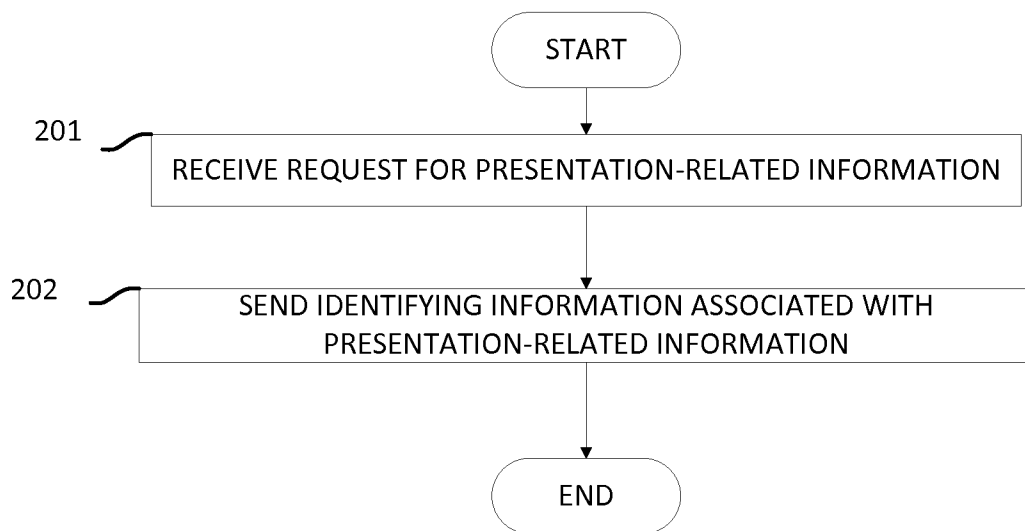 START
201
RECEIVE REQUEST FOR PRESENTATION-RELATED INFORMATION
202
SEND IDENTIFYING INFORMATION ASSOCIATED WITH
PRESENTATION-RELATED INFORMATION
END